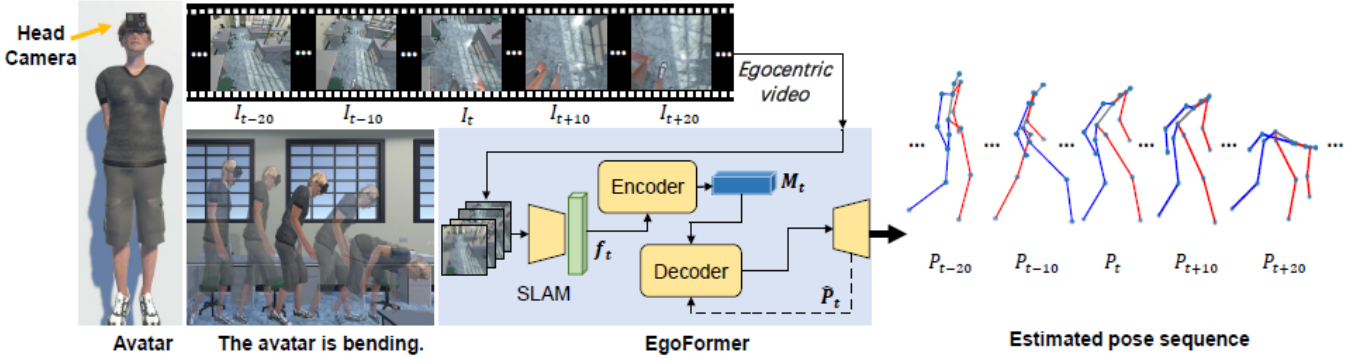 Head
Camera
...
...
...
...
...
...
I_{t-20}
I_{t-10}
I_t
I_{t+10}
I_{t+20}
Egocentric
video
Encoder
M_t
f_t
SLAM
Decoder
P̂_t
...
...
...
...
...
...
P_{t-20}
P_{t-10}
P_t
P_{t+10}
P_{t+20}
Avatar
The avatar is bending.
EgoFormer
Estimated pose sequence